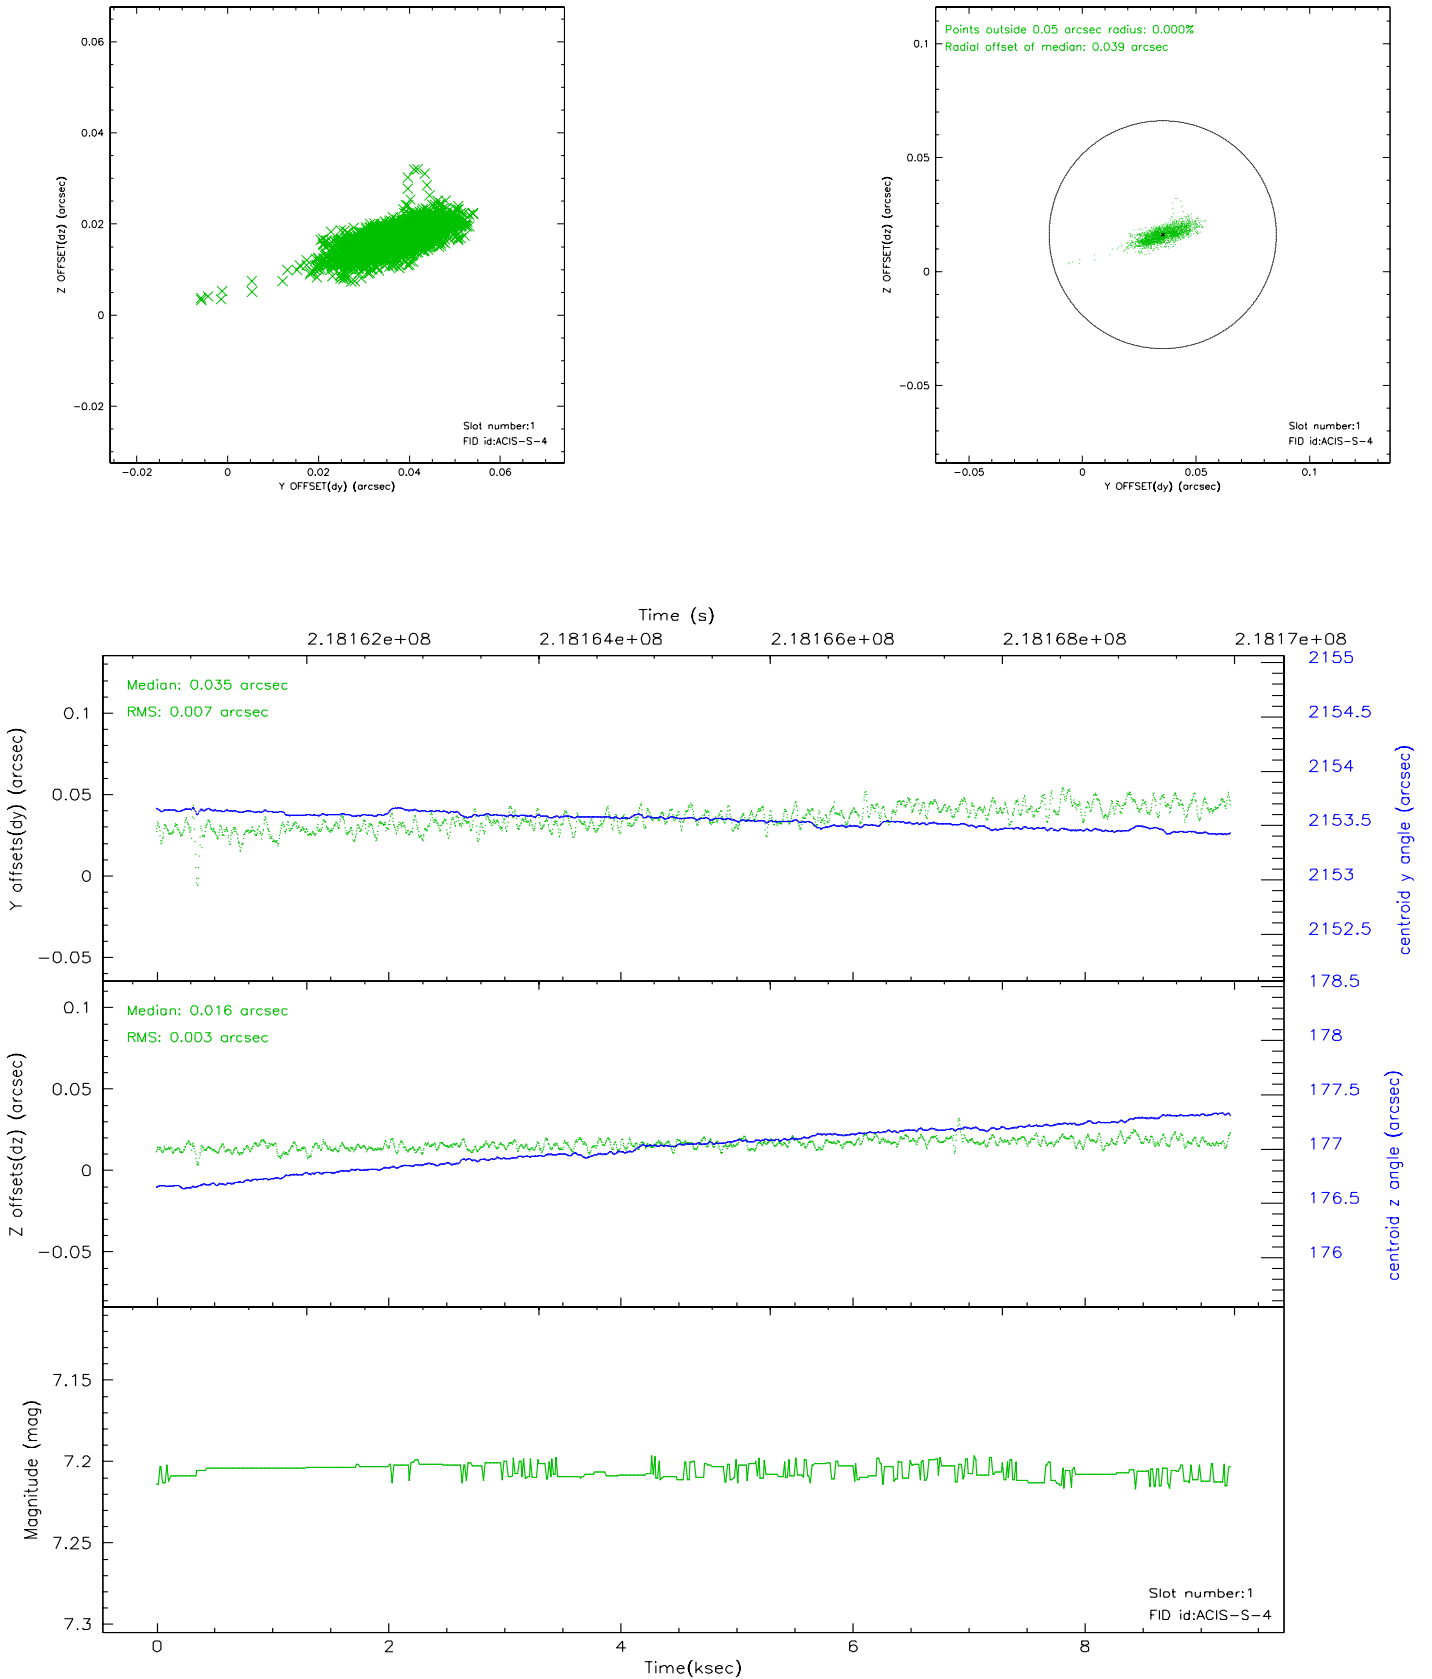 0.06
0.04
0.02
0
−0.02
Z OFFSET(dz) (arcsec)
Slot number:1
FID id:ACIS−S−4
−0.02 0 0.02 0.04 0.06
Y OFFSET(dy) (arcsec)
Points outside 0.05 arcsec radius: 0.000%
Radial offset of median: 0.039 arcsec
0.1
0.05
0
−0.05
Z OFFSET(dz) (arcsec)
Slot number:1
FID id:ACIS−S−4
−0.05 0 0.05 0.1
Y OFFSET(dy) (arcsec)
Time (s)
2.18162e+08 2.18164e+08 2.18166e+08 2.18168e+08 2.1817e+08
Median: 0.035 arcsec
RMS: 0.007 arcsec
0.1
0.05
0
−0.05
Y offsets(dy) (arcsec)
2155
2154.5
2154
2153.5
2153
2152.5
centroid y angle (arcsec)
Median: 0.016 arcsec
RMS: 0.003 arcsec
0.1
0.05
0
−0.05
Z offsets(dz) (arcsec)
178.5
178
177.5
177
176.5
176
centroid z angle (arcsec)
7.15
7.2
7.25
7.3
Magnitude (mag)
Slot number:1
FID id:ACIS−S−4
0 2 4 6 8
Time(ksec)